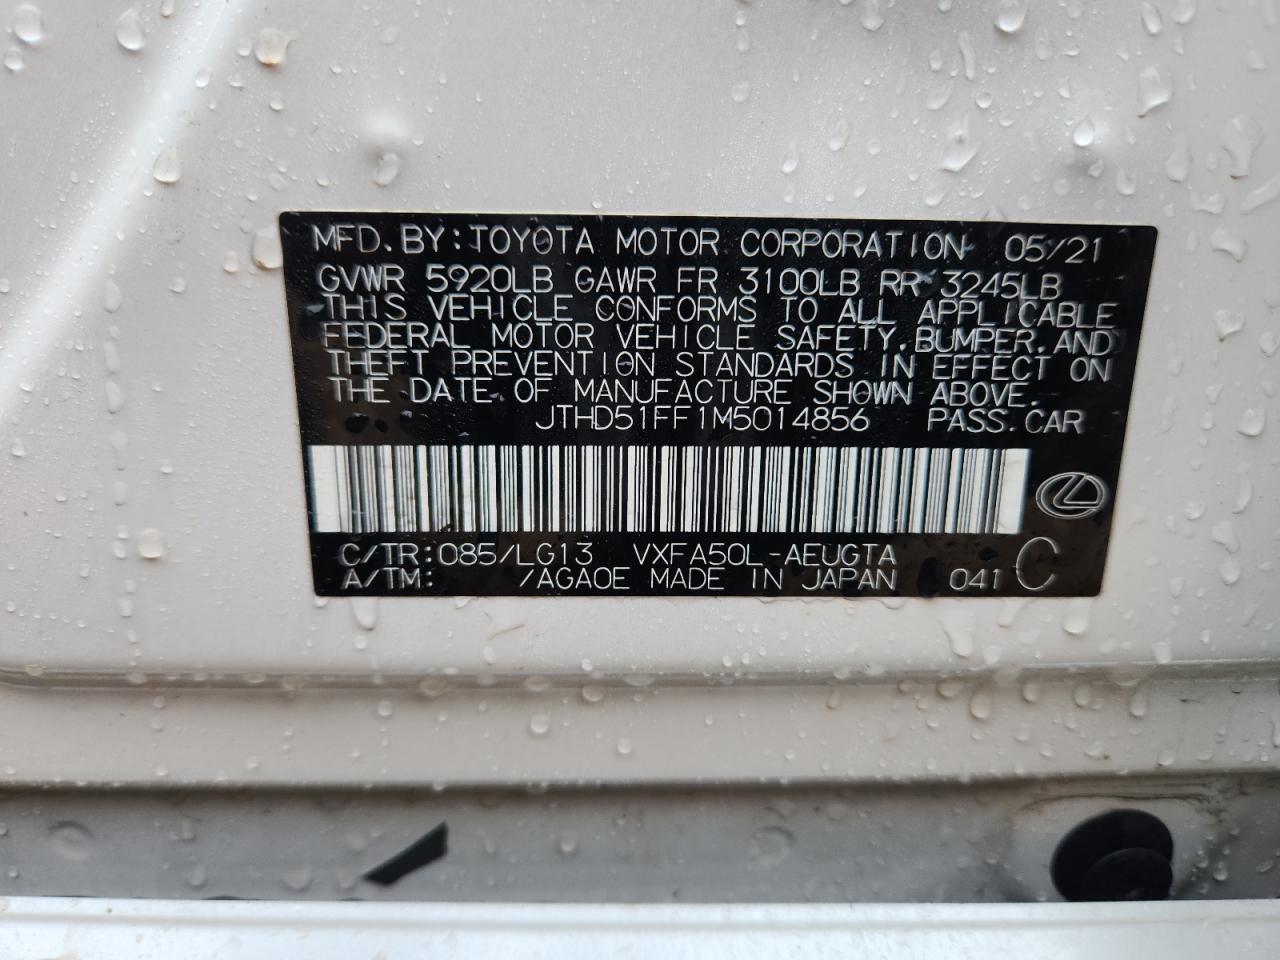 MFD. BY: TOYOTA MOTOR CORPORATION 05/21
GVWR 5920LB GAWR FR 3100LB RR 3245LB
THIS VEHICLE CONFORMS TO ALL APPLICABLE
FEDERAL MOTOR VEHICLE SAFETY, BUMPER, AND
THEFT PREVENTION STANDARDS IN EFFECT ON
THE DATE OF MANUFACTURE SHOWN ABOVE.
JTHD51FF1M5014856 PASS. CAR
C/TR: 085/LG13 VXFA50L-AEUGTA
A/TM: /AGA0E MADE IN JAPAN 041 C